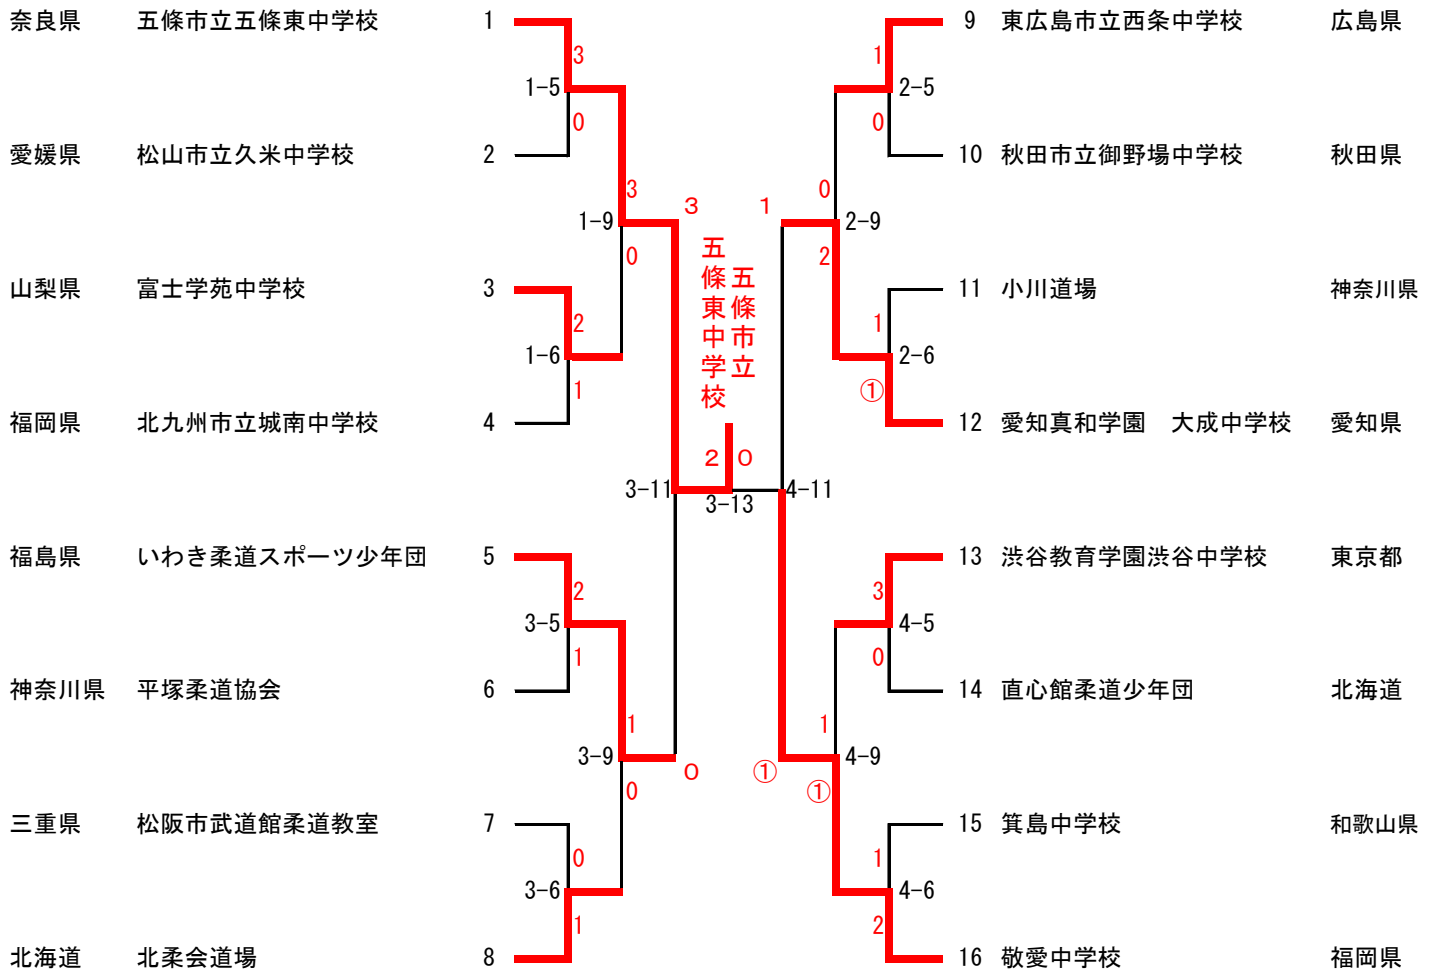 奈良県 五條市立五條東中学校 1
3
1-5
0
愛媛県 松山市立久米中学校 2
3
1-9
0
山梨県 富士学苑中学校 3
2
1-6
1
福岡県 北九州市立城南中学校 4
3
3-11
0
福島県 いわき柔道スポーツ少年団 5
2
3-5
1
神奈川県 平塚柔道協会 6
1
3-9
0
三重県 松阪市武道館柔道教室 7
0
3-6
1
北海道 北柔会道場 8
五條市立
五條東中学校
2 0
3-13
9 東広島市立西条中学校 広島県
1
2-5
0
10 秋田市立御野場中学校 秋田県
0
2-9
2
11 小川道場 神奈川県
1
2-6
①
12 愛知真和学園 大成中学校 愛知県
1
4-11
①
13 渋谷教育学園渋谷中学校 東京都
3
4-5
0
14 直心館柔道少年団 北海道
1
4-9
①
15 箕島中学校 和歌山県
1
4-6
2
16 敬愛中学校 福岡県